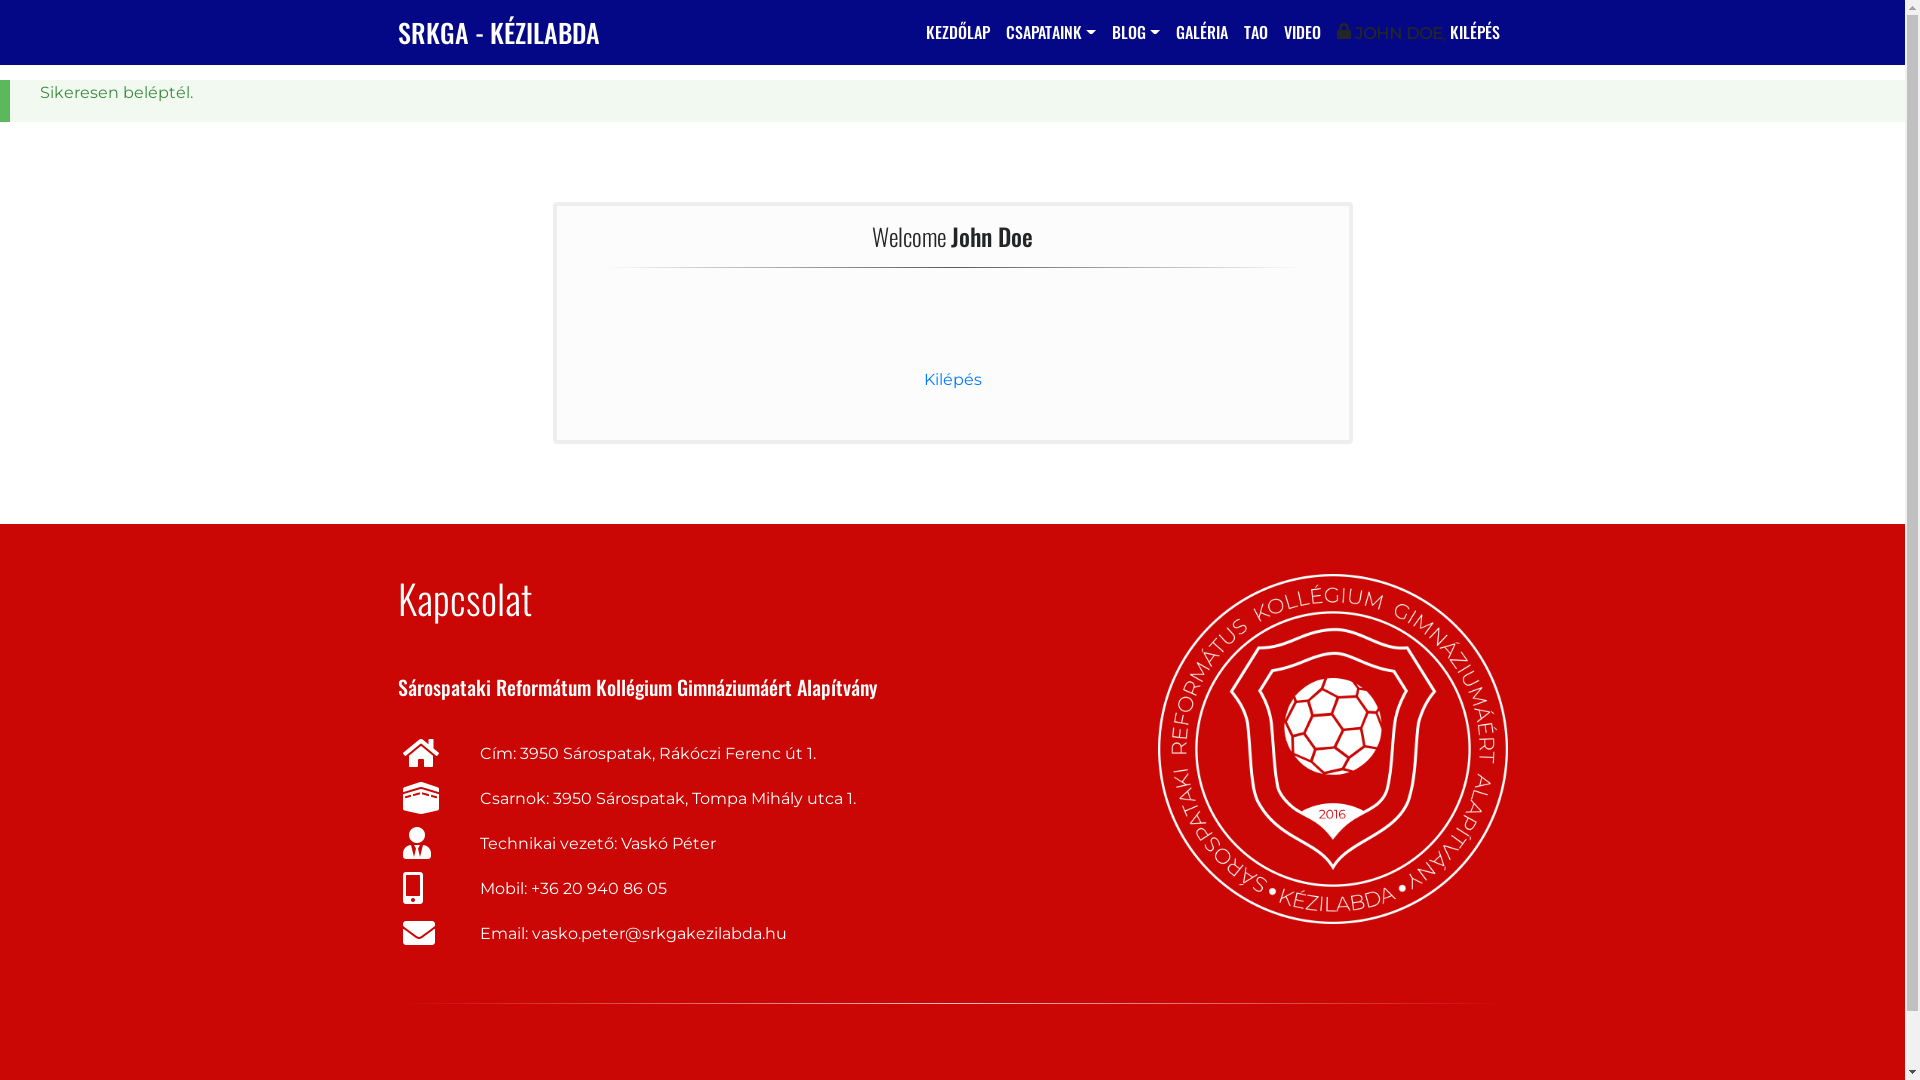 SRKGA - KÉZILABDA
KEZDŐLAP CSAPATAINK BLOG GALÉRIA TAO VIDEO JOHN DOE KILÉPÉS
Sikeresen beléptél.
Welcome John Doe
Kilépés
Kapcsolat
Sárospataki Reformátum Kollégium Gimnáziumáért Alapítvány
Cím: 3950 Sárospatak, Rákóczi Ferenc út 1.
Csarnok: 3950 Sárospatak, Tompa Mihály utca 1.
Technikai vezető: Vaskó Péter
Mobil: +36 20 940 86 05
Email: vasko.peter@srkgakezilabda.hu
SÁROSPATAKI REFORMÁTUS KOLLÉGIUM GIMNÁZIUMÁÉRT ALAPÍTVÁNY
• KÉZILABDA •
2016